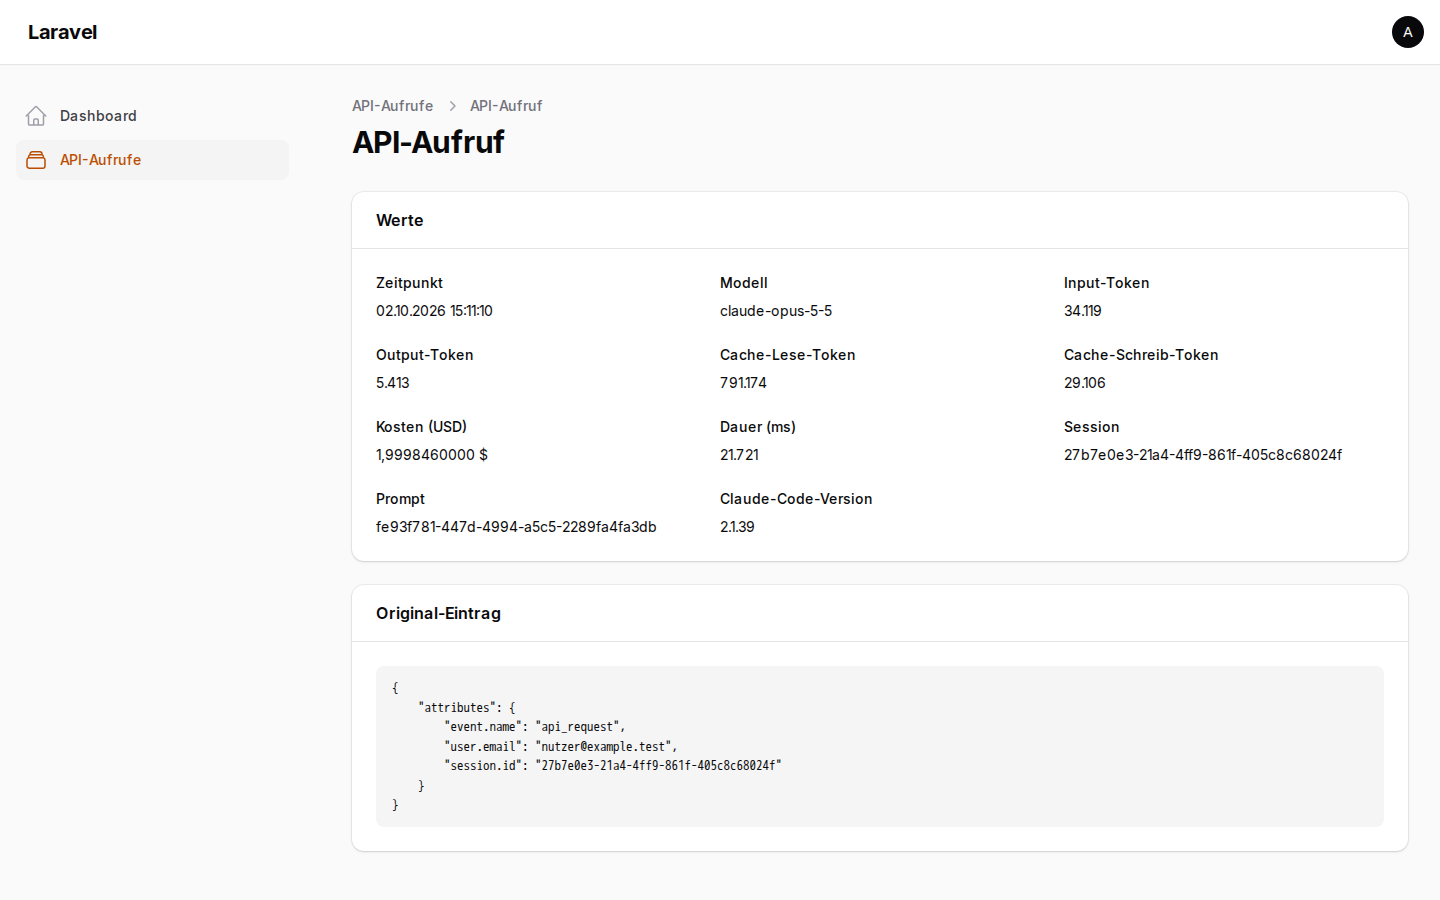 Laravel
A
Dashboard
API-Aufrufe
API-Aufrufe > API-Aufruf
API-Aufruf
Werte
Zeitpunkt Modell Input-Token
02.10.2026 15:11:10 claude-opus-5-5 34.119
Output-Token Cache-Lese-Token Cache-Schreib-Token
5.413 791.174 29.106
Kosten (USD) Dauer (ms) Session
1,9998460000 $ 21.721 27b7e0e3-21a4-4ff9-861f-405c8c68024f
Prompt Claude-Code-Version
fe93f781-447d-4994-a5c5-2289fa4fa3db 2.1.39
Original-Eintrag
{
    "attributes": {
        "event.name": "api_request",
        "user.email": "nutzer@example.test",
        "session.id": "27b7e0e3-21a4-4ff9-861f-405c8c68024f"
    }
}